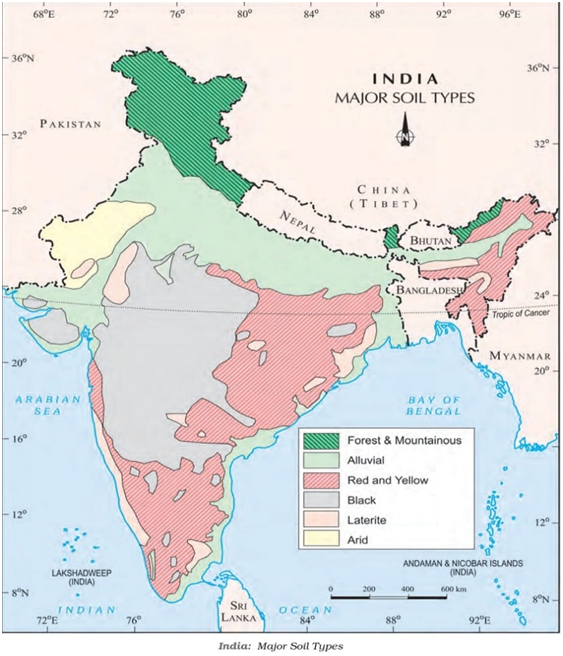 68° 72° 76° 80° 84° 88° 92° 96°E
36°N
36°N
INDIA
MAJOR SOIL TYPES
N
PAKISTAN
32°
32°
CHINA
(TIBET)
28°
28°
NEPAL
BHUTAN
BANGLADESH
24°
24°
Tropic of Cancer
MYANMAR
20°
20°
ARABIAN
SEA
BAY OF
BENGAL
16°
16°
Forest & Mountainous
Alluvial
Red and Yellow
Black
Laterite
Arid
12°
12°
LAKSHADWEEP
(INDIA)
ANDAMAN & NICOBAR ISLANDS
(INDIA)
0 200 400 600 km
8°N
8°N
INDIAN
SRI
LANKA
OCEAN
72°E 76° 88° 92°E
India: Major Soil Types